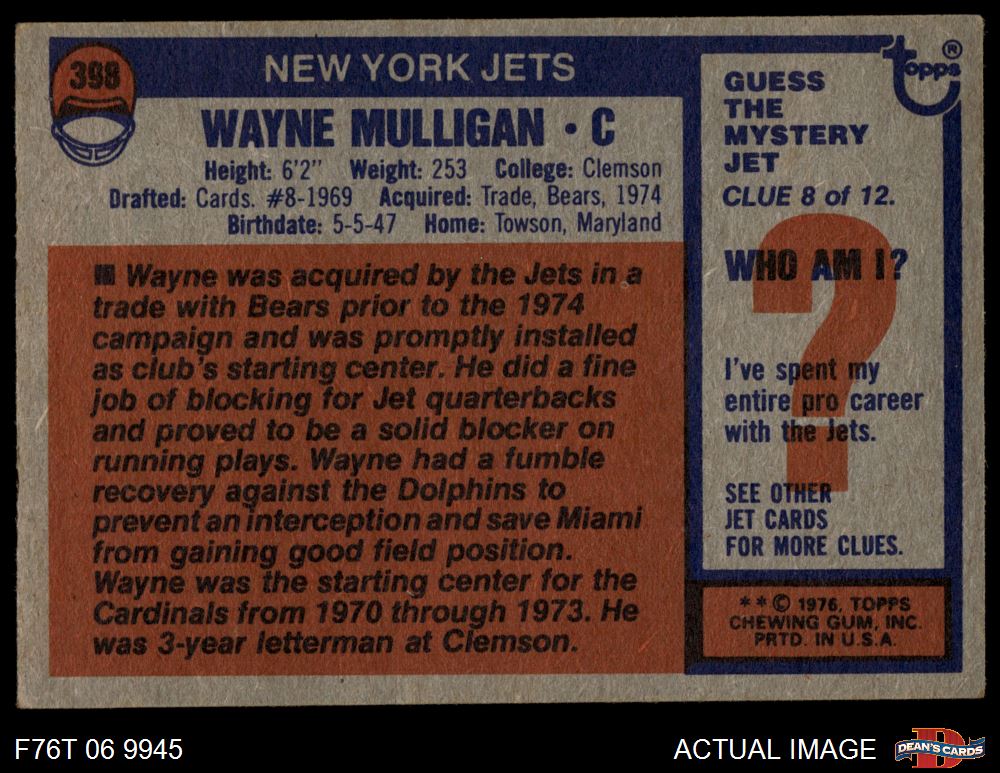 398
NEW YORK JETS
WAYNE MULLIGAN • C
Height: 6'2" Weight: 253 College: Clemson
Drafted: Cards. #8-1969 Acquired: Trade, Bears, 1974
Birthdate: 5-5-47 Home: Towson, Maryland
Wayne was acquired by the Jets in a
trade with Bears prior to the 1974
campaign and was promptly installed
as club's starting center. He did a fine
job of blocking for Jet quarterbacks
and proved to be a solid blocker on
running plays. Wayne had a fumble
recovery against the Dolphins to
prevent an interception and save Miami
from gaining good field position.
Wayne was the starting center for the
Cardinals from 1970 through 1973. He
was 3-year letterman at Clemson.
topps ®
GUESS
THE
MYSTERY
JET
CLUE 8 of 12.
WHO AM I?
?
I've spent my
entire pro career
with the Jets.
SEE OTHER
JET CARDS
FOR MORE CLUES.
* * © 1976, TOPPS
CHEWING GUM, INC.
PRTD. IN U.S.A.
F76T 06 9945
ACTUAL IMAGE
D
DEAN'S CARDS